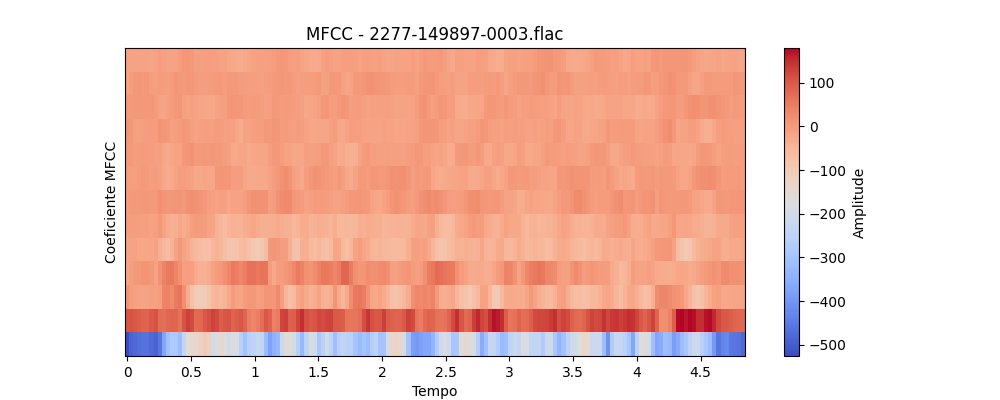 MFCC - 2277-149897-0003.flac
Coeficiente MFCC
0 0.5 1 1.5 2 2.5 3 3.5 4 4.5
Tempo
100
0
−100
−200
−300
−400
−500
Amplitude